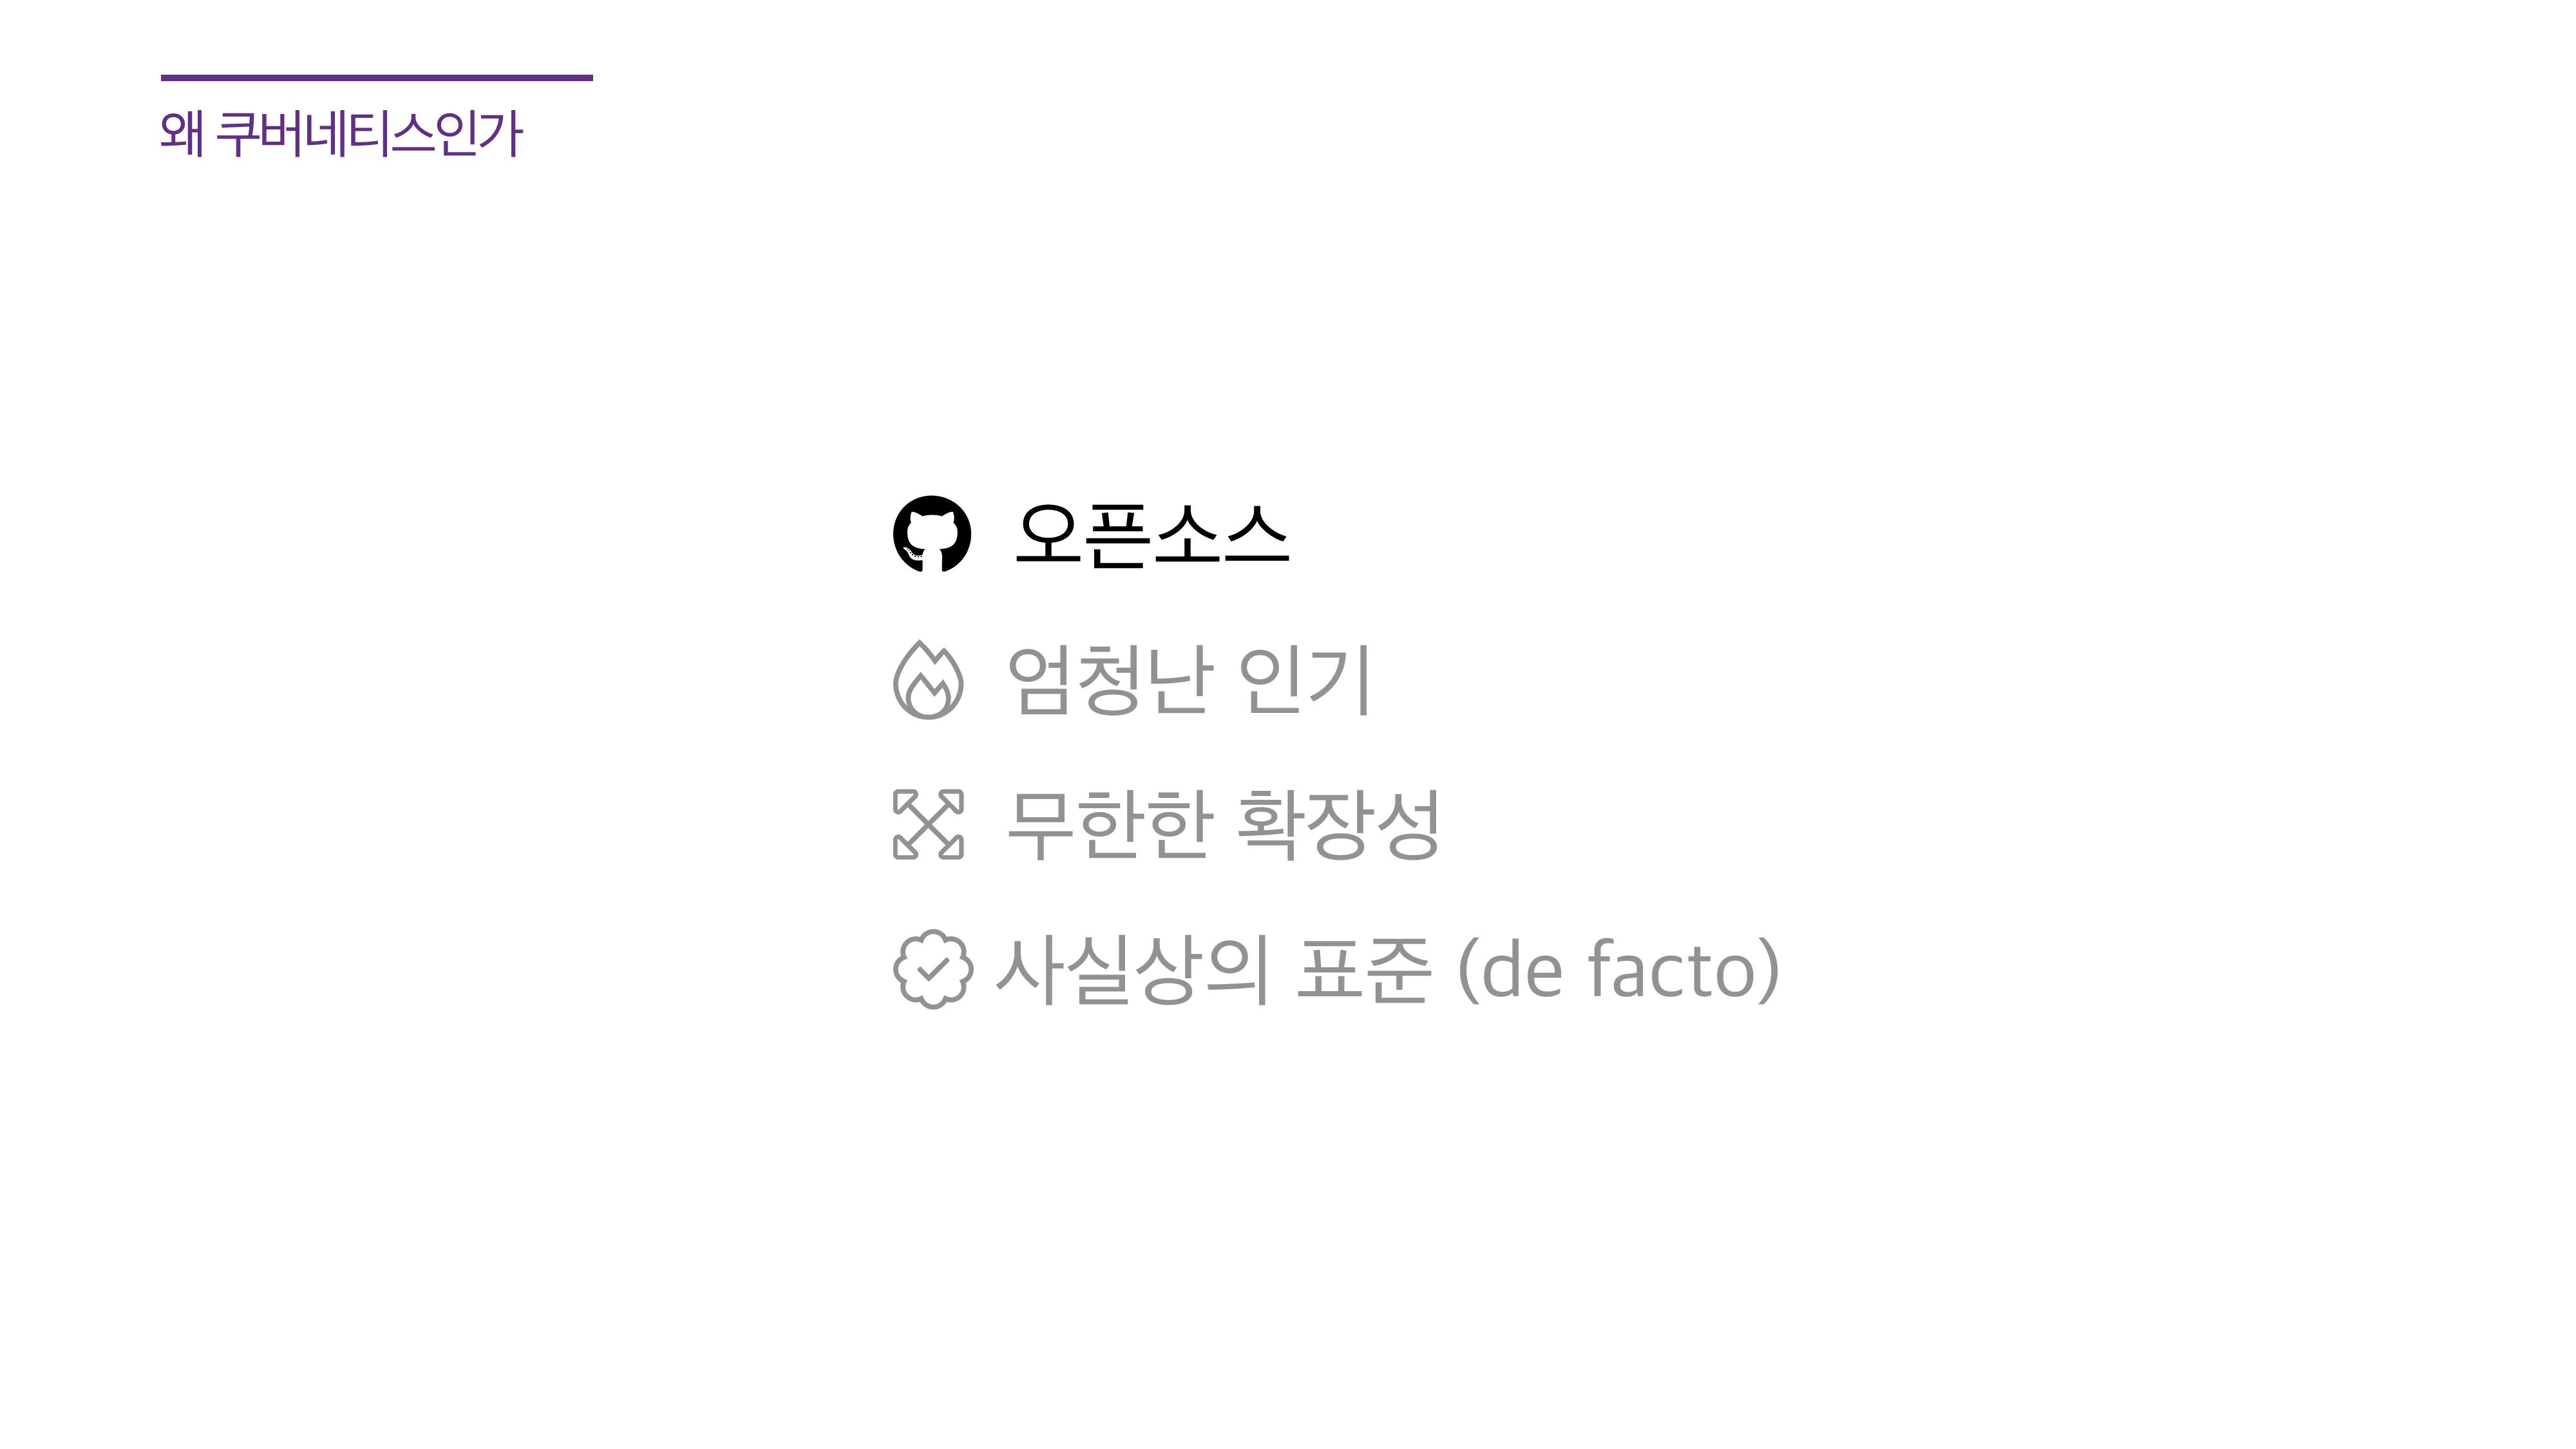 왜 쿠버네티스인가
오픈소스
엄청난 인기
무한한 확장성
사실상의 표준 (de facto)